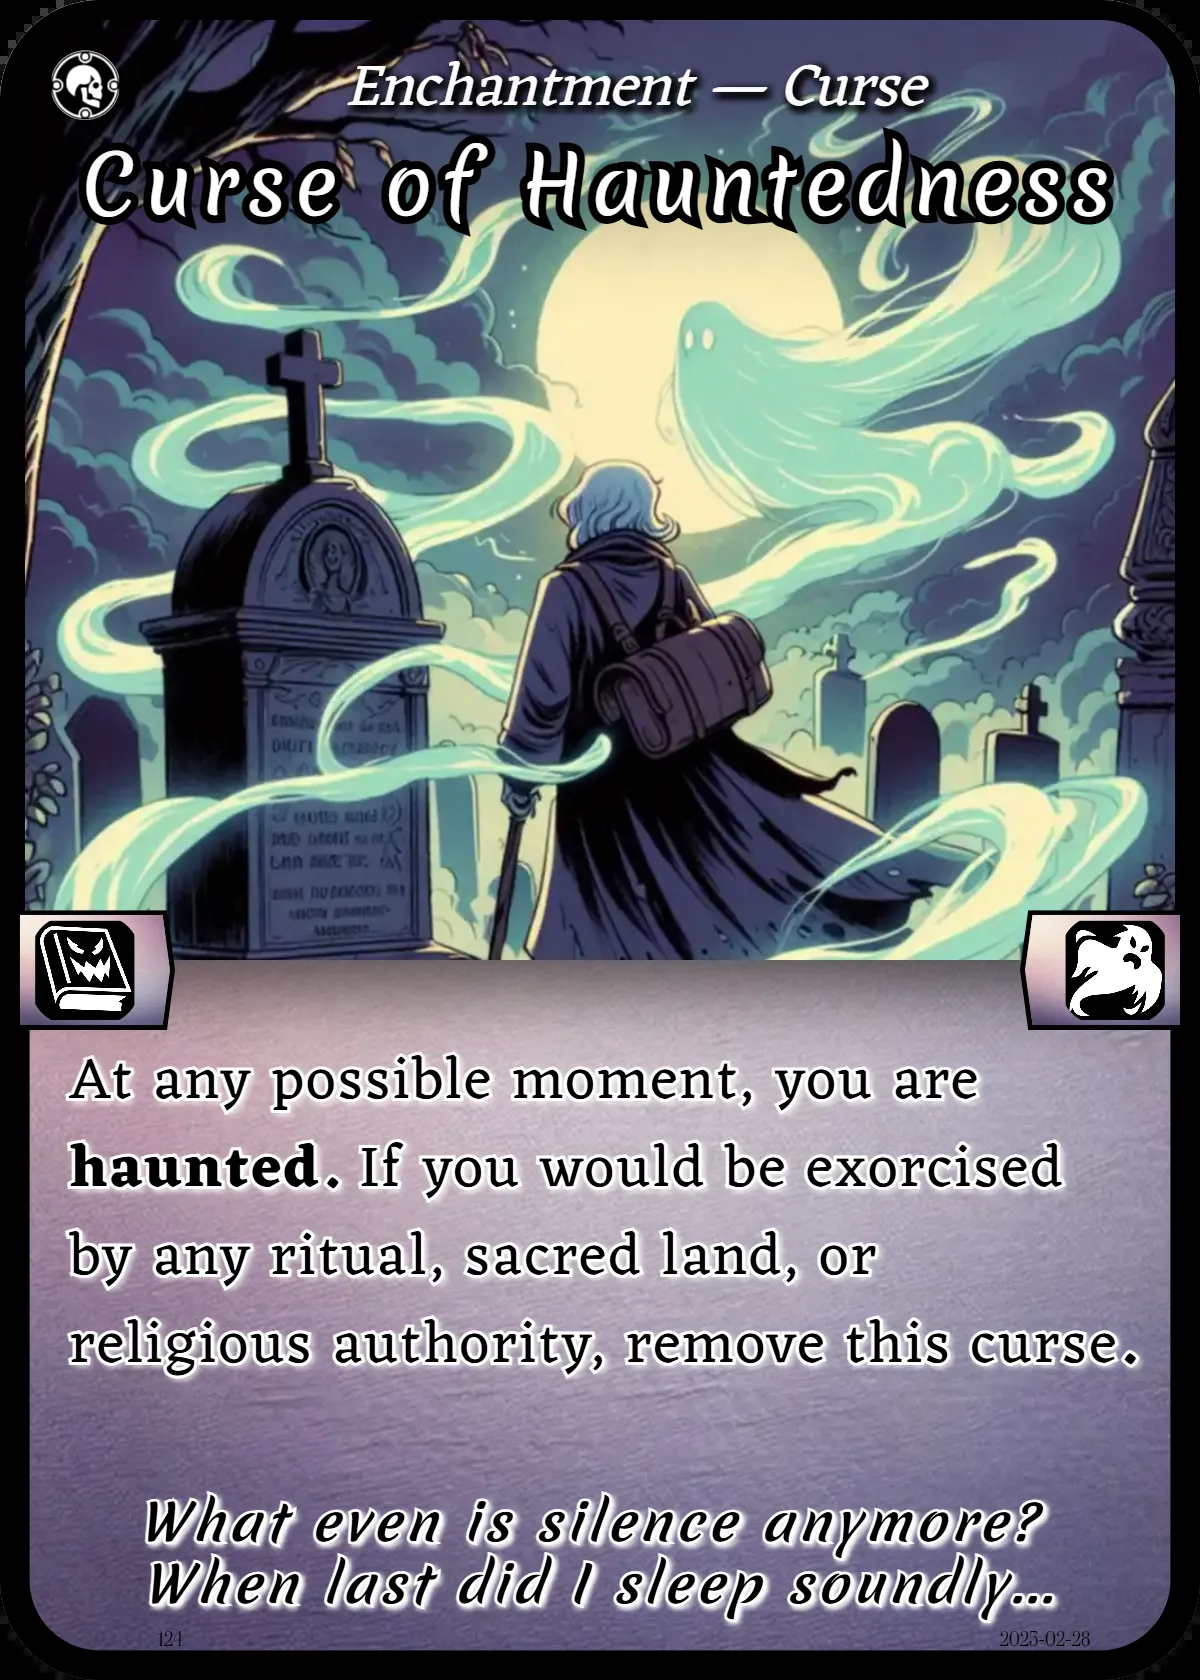 Enchantment — Curse
Curse of Hauntedness
At any possible moment, you are
haunted. If you would be exorcised
by any ritual, sacred land, or
religious authority, remove this curse.
What even is silence anymore?
When last did I sleep soundly...
124
2025-02-28